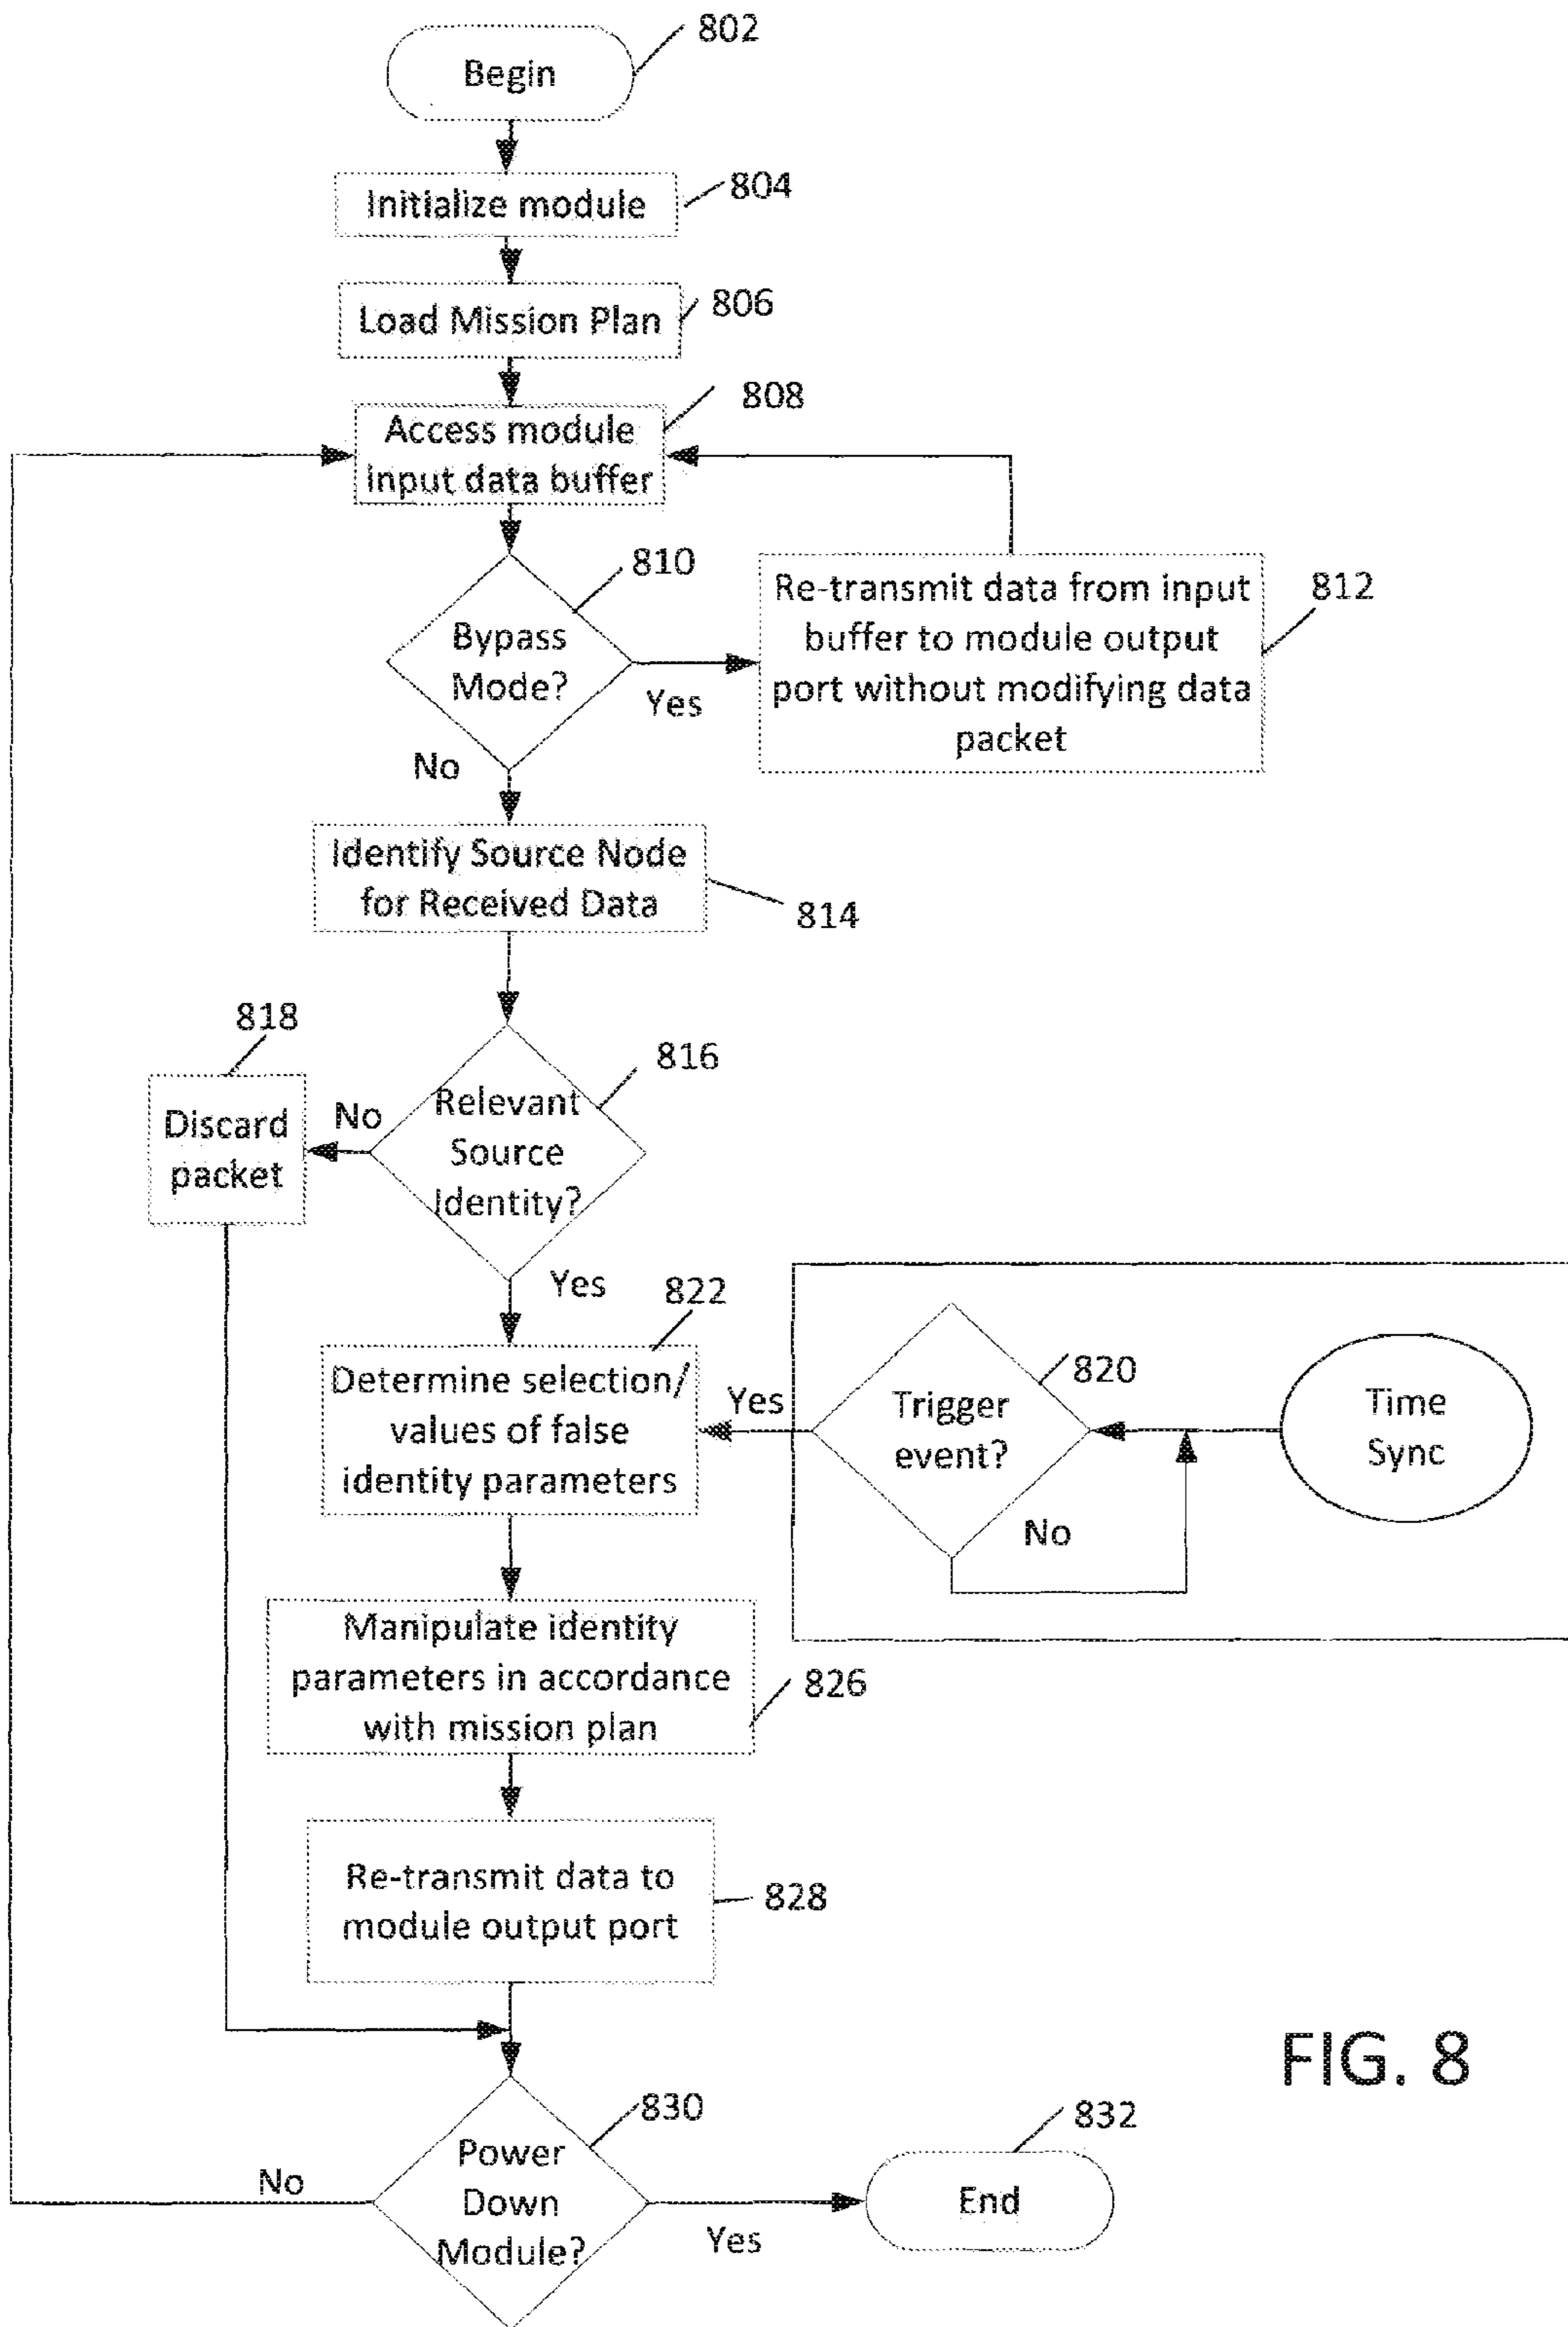 802
Begin
804
Initialize module
806
Load Mission Plan
808
Access module
input data buffer
810
Bypass
Mode?
Yes
No
Re-transmit data from input
buffer to module output
port without modifying data
packet
812
Identify Source Node
for Received Data
814
818
Discard
packet
No
816
Relevant
Source
Identity?
Yes
822
Determine selection/
values of false
identity parameters
Yes
820
Trigger
event?
No
Time
Sync
Manipulate identity
parameters in accordance
with mission plan
826
Re-transmit data to
module output port
828
FIG. 8
830
Power
Down
Module?
No
Yes
832
End